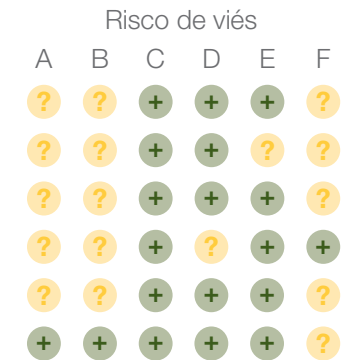 Risco de viés
A B C D E F
? ? + + + ?
? ? + + ? ?
? ? + + + ?
? ? + ? + +
? ? + + + ?
+ + + + + ?